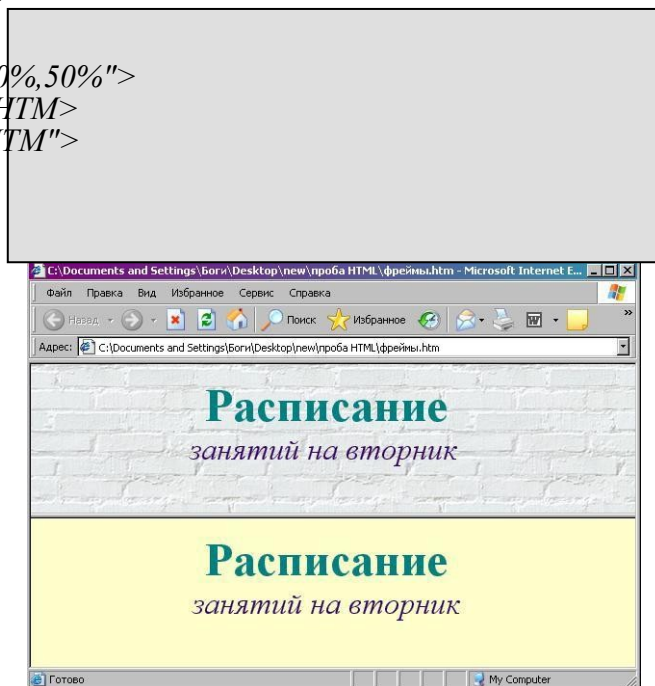 0%,50%">
HTM>
HTM">
C:\Documents and Settings\Боги\Desktop\new\проба HTML\фреймы.htm - Microsoft Internet E...
Файл Правка Вид Избранное Сервис Справка
Назад Поиск Избранное »
Адрес: C:\Documents and Settings\Боги\Desktop\new\проба HTML\фреймы.htm
Расписание
занятий на вторник
Расписание
занятий на вторник
Готово My Computer